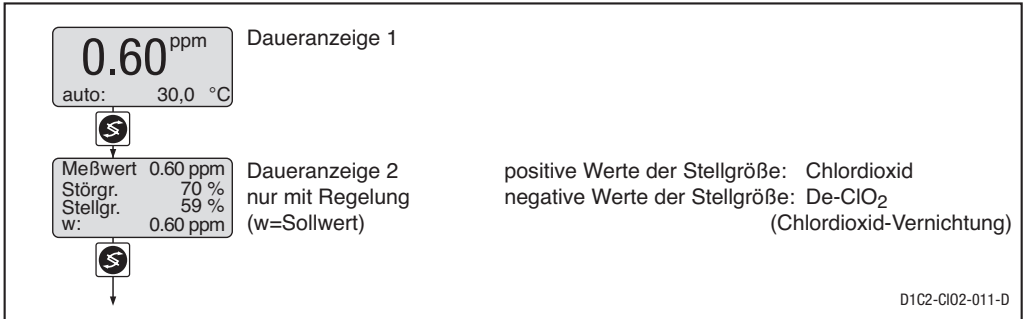 0.60 ppm
auto: 30,0 °C
Daueranzeige 1
Meßwert 0.60 ppm
Störgr. 70 %
Stellgr. 59 %
w: 0.60 ppm
Daueranzeige 2
nur mit Regelung
(w=Sollwert)
positive Werte der Stellgröße: Chlordioxid
negative Werte der Stellgröße: De-ClO₂
(Chlordioxid-Vernichtung)
D1C2-ClO2-011-D